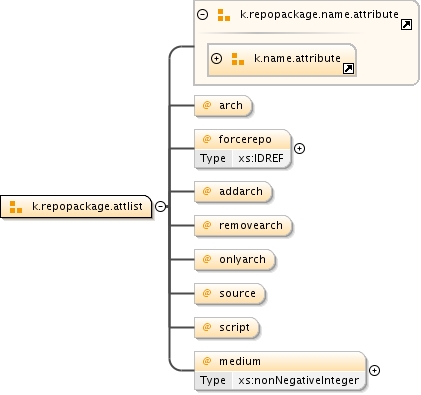 k.repopackage.name.attribute
k.name.attribute
@ arch
@ forcerepo
Type xs:IDREF
@ addarch
k.repopackage.attlist
@ removearch
@ onlyarch
@ source
@ script
@ medium
Type xs:nonNegativeInteger